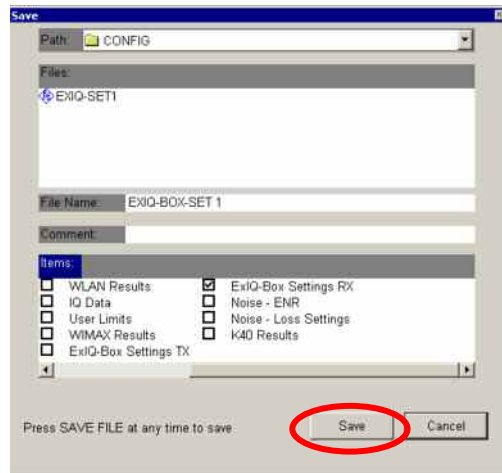 Save
Path: CONFIG
Files:
EXIQ-SET1
File Name: EXIQ-BOX-SET 1
Comment:
Items:
WLAN Results ExIQ-Box Settings RX
IQ Data Noise - ENR
User Limits Noise - Loss Settings
WIMAX Results K40 Results
ExIQ-Box Settings TX
Press SAVE FILE at any time to save Save Cancel